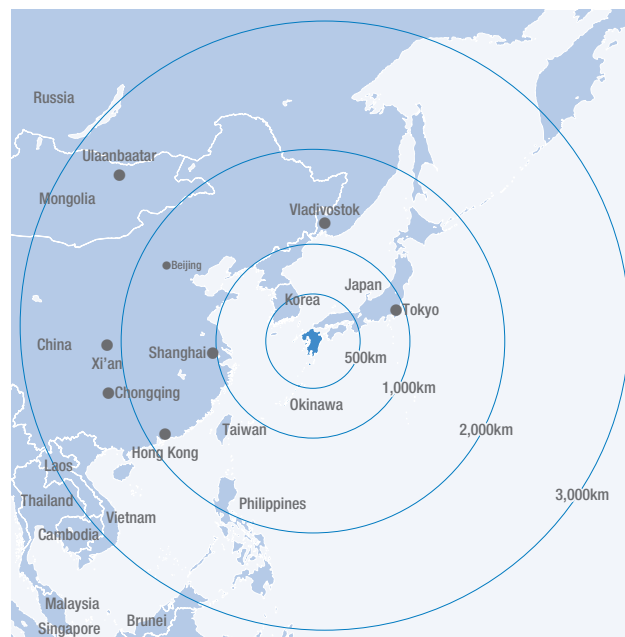 Russia
Ulaanbaatar
Mongolia
Vladivostok
Beijing
Japan
Korea
Tokyo
China
Xi'an
Shanghai
500km
Chongqing
1,000km
Okinawa
Taiwan
2,000km
Hong Kong
Laos
Thailand
3,000km
Philippines
Vietnam
Cambodia
Malaysia
Brunei
Singapore